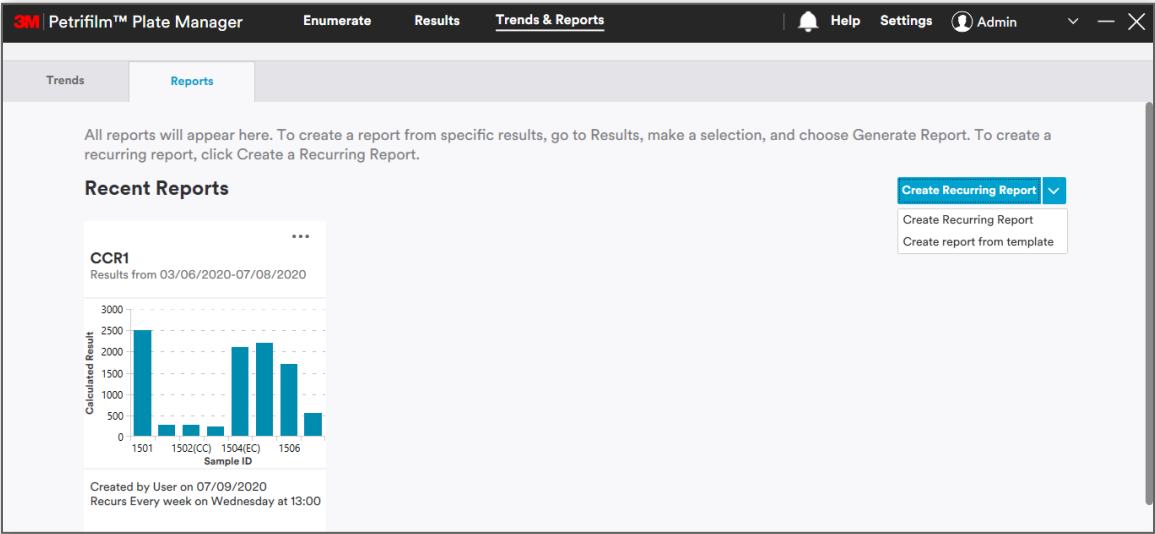 3M Petrifilm™ Plate Manager Enumerate Results Trends & Reports Help Settings Admin
Trends Reports
All reports will appear here. To create a report from specific results, go to Results, make a selection, and choose Generate Report. To create a
recurring report, click Create a Recurring Report.
Recent Reports
Create Recurring Report
Create Recurring Report
Create report from template
CCR1
Results from 03/06/2020-07/08/2020
3000
2500
2000
1500
1000
500
0
Calculated Result
1501 1502(CC) 1504(EC) 1506
Sample ID
Created by User on 07/09/2020
Recurs Every week on Wednesday at 13:00